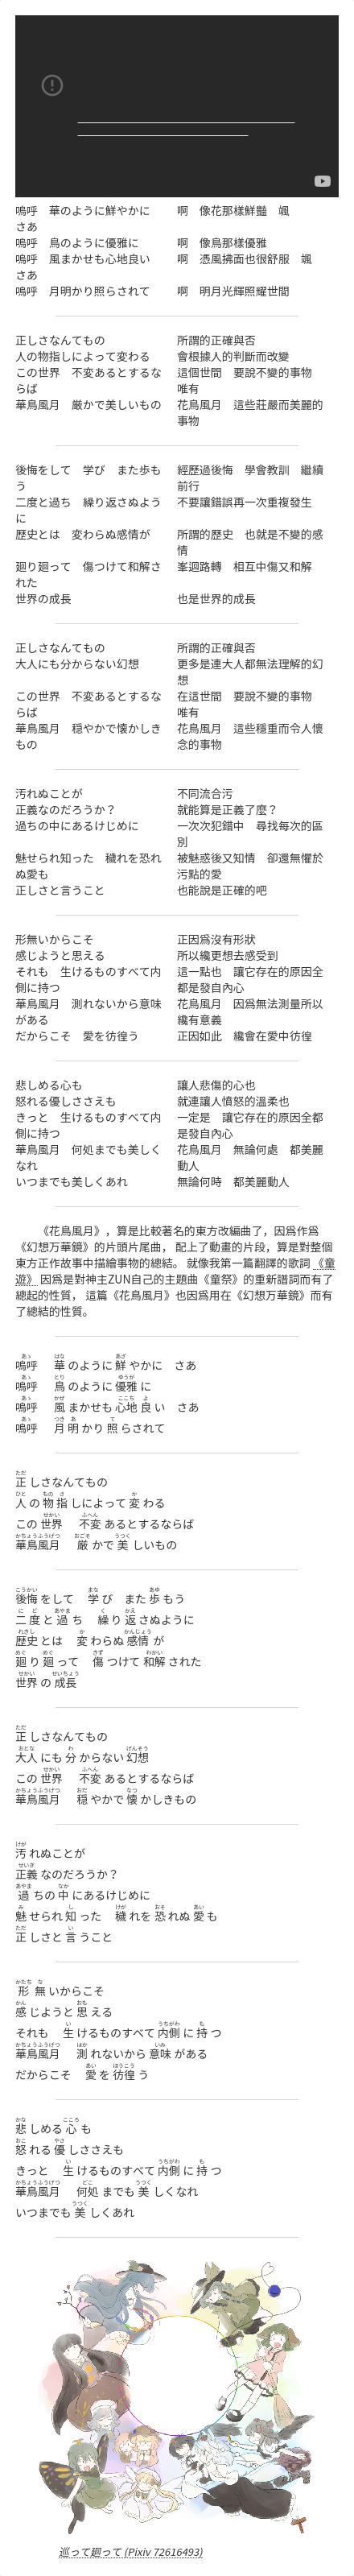 嗚呼　華のように鮮やかに　さあ
啊　像花那樣鮮豔　颯
嗚呼　鳥のように優雅に
啊　像鳥那樣優雅
嗚呼　風まかせも心地良い　さあ
啊　憑風拂面也很舒服　颯
嗚呼　月明かり照らされて
啊　明月光輝照耀世間
正しさなんてもの
所謂的正確與否
人の物指しによって変わる
會根據人的判斷而改變
この世界　不変あるとするならば
這個世間　要說不變的事物　唯有
華鳥風月　厳かで美しいもの
花鳥風月　這些莊嚴而美麗的事物
後悔をして　学び　また歩もう
經歷過後悔　學會教訓　繼續前行
二度と過ち　繰り返さぬように
不要讓錯誤再一次重複發生
歴史とは　変わらぬ感情が
所謂的歷史　也就是不變的感情
廻り廻って　傷つけて和解された
峯迴路轉　相互中傷又和解
世界の成長
也是世界的成長
正しさなんてもの
所謂的正確與否
大人にも分からない幻想
更多是連大人都無法理解的幻想
この世界　不変あるとするならば
在這世間　要說不變的事物　唯有
華鳥風月　穏やかで懐かしきもの
花鳥風月　這些穩重而令人懷念的事物
汚れぬことが
不同流合污
正義なのだろうか？
就能算是正義了麼？
過ちの中にあるけじめに
一次次犯錯中　尋找每次的區別
魅せられ知った　穢れを恐れぬ愛も
被魅惑後又知情　卻還無懼於污點的愛
正しさと言うこと
也能說是正確的吧
形無いからこそ
正因爲沒有形狀
感じようと思える
所以纔更想去感受到
それも　生けるものすべて内側に持つ
這一點也　讓它存在的原因全都是發自內心
華鳥風月　測れないから意味がある
花鳥風月　因爲無法測量所以纔有意義
だからこそ　愛を彷徨う
正因如此　纔會在愛中彷徨
悲しめる心も
讓人悲傷的心也
怒れる優しささえも
就連讓人憤怒的溫柔也
きっと　生けるものすべて内側に持つ
一定是　讓它存在的原因全都是發自內心
華鳥風月　何処までも美しくなれ
花鳥風月　無論何處　都美麗動人
いつまでも美しくあれ
無論何時　都美麗動人
《花鳥風月》，算是比較著名的東方改編曲了，因爲作爲
《幻想万華鏡》的片頭片尾曲， 配上了動畫的片段，算是對整個
東方正作故事中描繪事物的總結。 就像我第一篇翻譯的歌詞 《童
遊》 因爲是對神主ZUN自己的主題曲《童祭》的重新譜詞而有了
總起的性質， 這篇《花鳥風月》也因爲用在《幻想万華鏡》而有
了總結的性質。
嗚呼　華のように鮮やかに　さあ
嗚呼　鳥のように優雅に
嗚呼　風まかせも心地良い　さあ
嗚呼　月明かり照らされて
正しさなんてもの
人の物指しによって変わる
この世界　不変あるとするならば
華鳥風月　厳かで美しいもの
後悔をして　学び　また歩もう
二度と過ち　繰り返さぬように
歴史とは　変わらぬ感情が
廻り廻って　傷つけて和解された
世界の成長
正しさなんてもの
大人にも分からない幻想
この世界　不変あるとするならば
華鳥風月　穏やかで懐かしきもの
汚れぬことが
正義なのだろうか？
過ちの中にあるけじめに
魅せられ知った　穢れを恐れぬ愛も
正しさと言うこと
形無いからこそ
感じようと思える
それも　生けるものすべて内側に持つ
華鳥風月　測れないから意味がある
だからこそ　愛を彷徨う
悲しめる心も
怒れる優しささえも
きっと　生けるものすべて内側に持つ
華鳥風月　何処までも美しくなれ
いつまでも美しくあれ
巡って廻って (Pixiv 72616493)